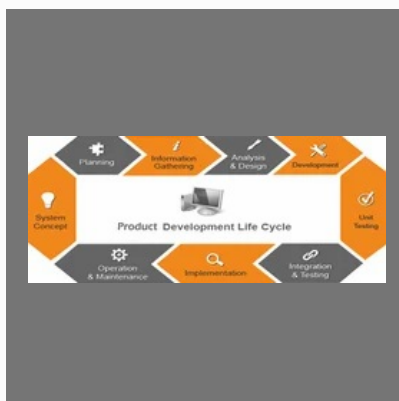 Planning
Information
Gathering
Analysis
& Design
Development
System
Concept
Unit
Testing
Product Development Life Cycle
Operation
& Maintenance
Implementation
Integration
& Testing